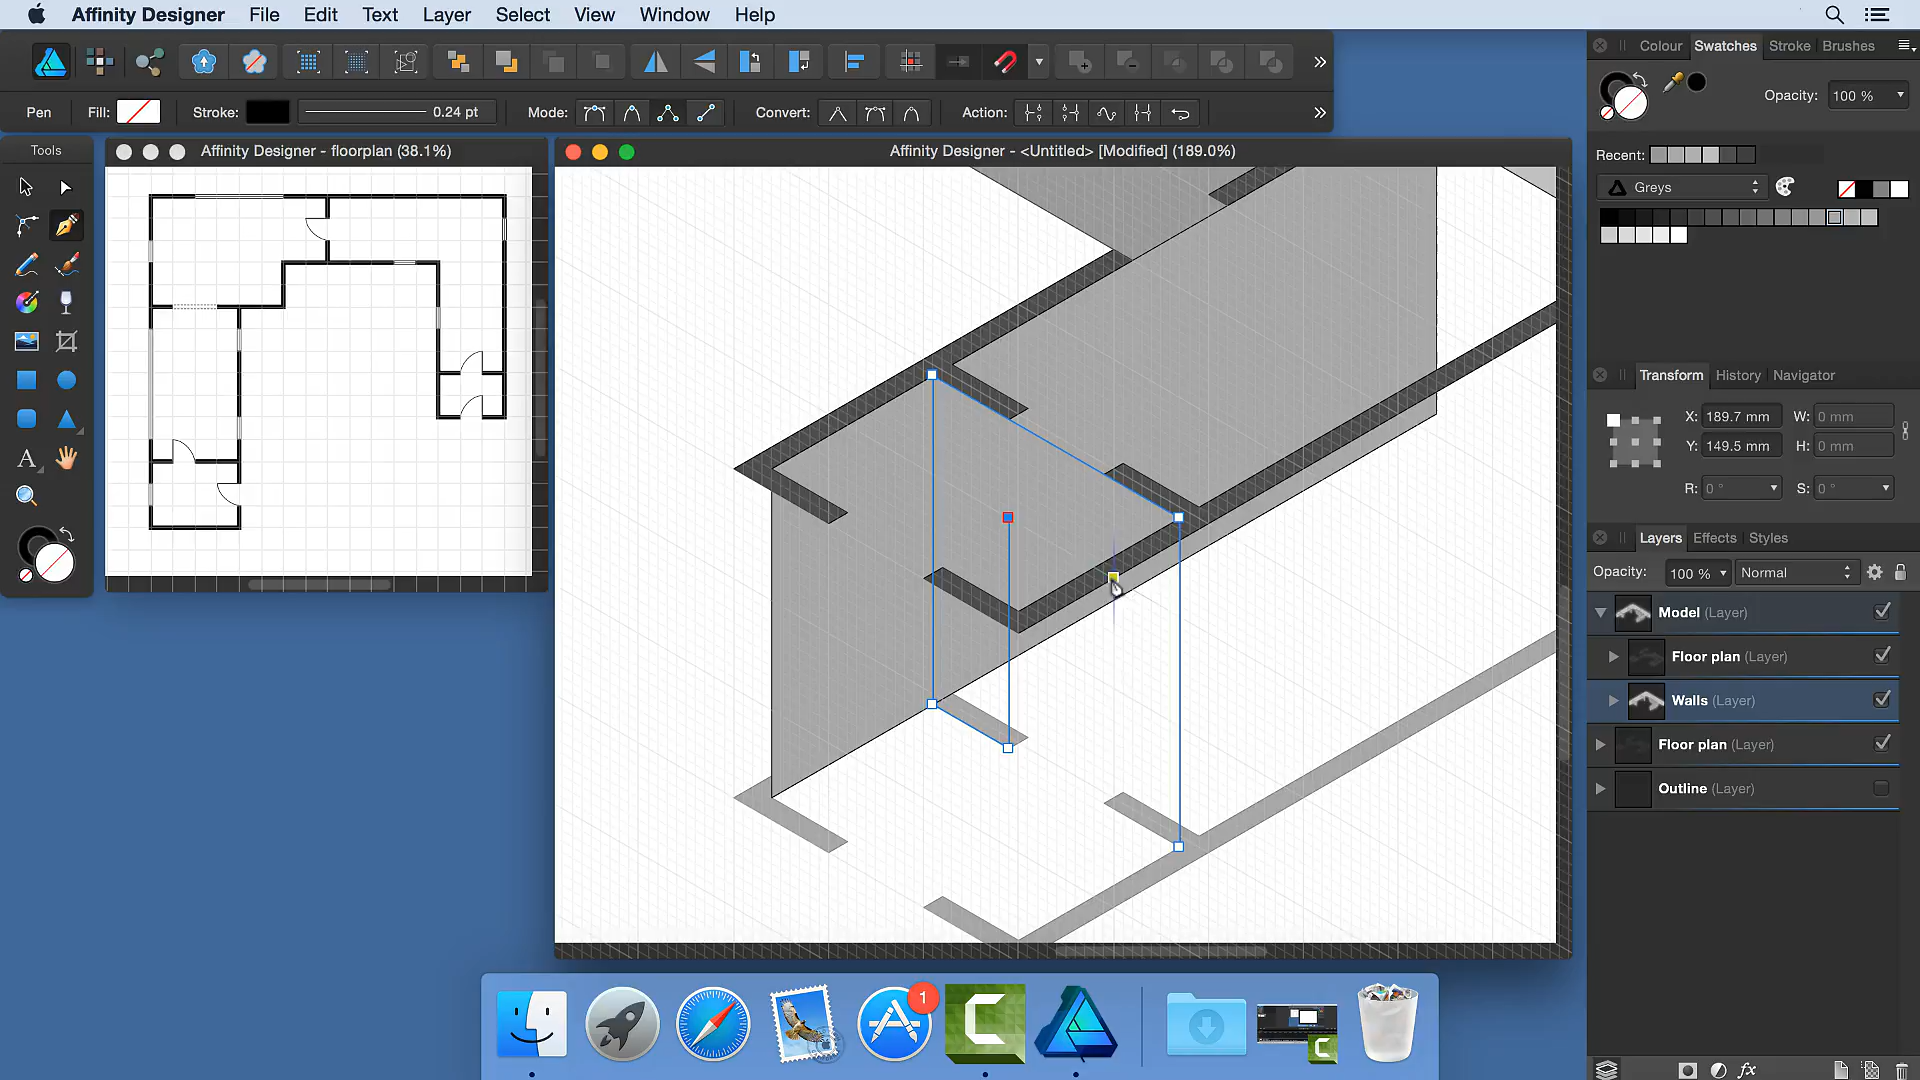 Affinity Designer File Edit Text Layer Select View Window Help
Pen Fill: Stroke: 0.24 pt Mode: Convert: Action:
Tools
Affinity Designer - floorplan (38.1%)
Affinity Designer - <Untitled> [Modified] (189.0%)
A
Colour Swatches Stroke Brushes
Opacity: 100 %
Recent:
Greys
Transform History Navigator
X: 189.7 mm W: 0 mm
Y: 149.5 mm H: 0 mm
R: 0 ° S: 0 °
Layers Effects Styles
Opacity: 100 % Normal
Model (Layer)
Floor plan (Layer)
Walls (Layer)
Floor plan (Layer)
Outline (Layer)
fx
1